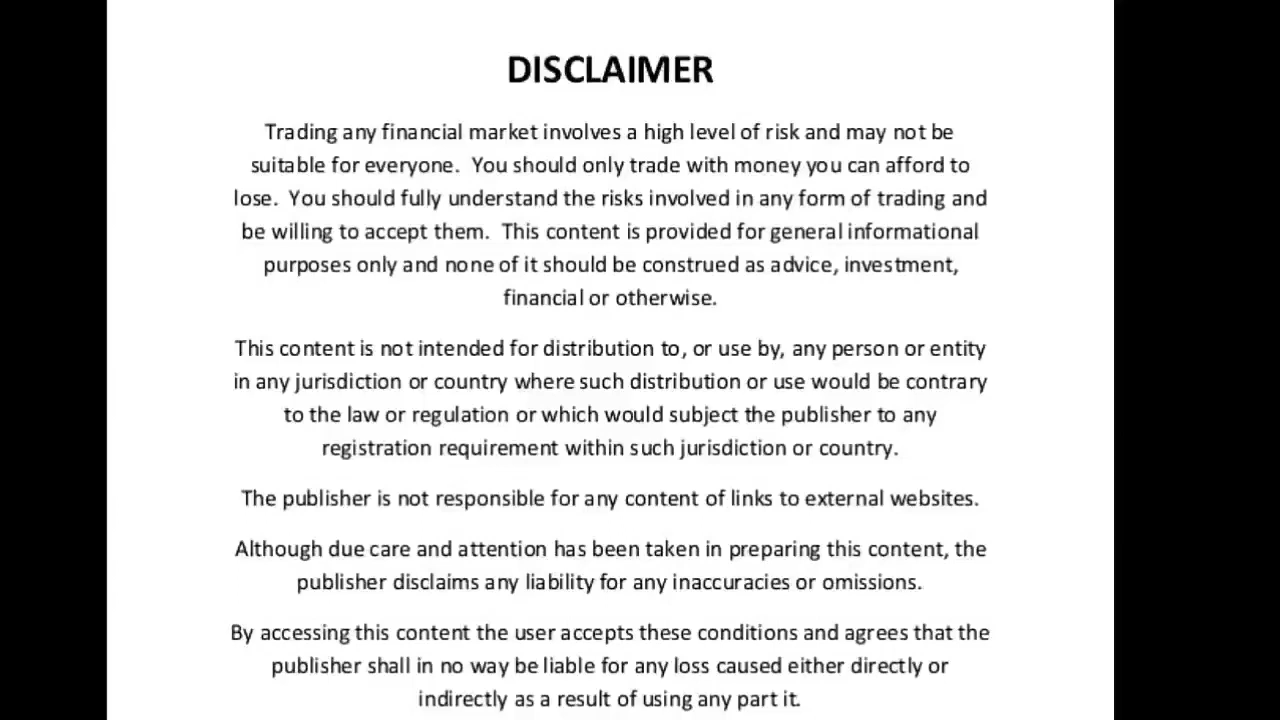 DISCLAIMER
Trading any financial market involves a high level of risk and may not be
suitable for everyone.  You should only trade with money you can afford to
lose.  You should fully understand the risks involved in any form of trading and
be willing to accept them.  This content is provided for general informational
purposes only and none of it should be construed as advice, investment,
financial or otherwise.
This content is not intended for distribution to, or use by, any person or entity
in any jurisdiction or country where such distribution or use would be contrary
to the law or regulation or which would subject the publisher to any
registration requirement within such jurisdiction or country.
The publisher is not responsible for any content of links to external websites.
Although due care and attention has been taken in preparing this content, the
publisher disclaims any liability for any inaccuracies or omissions.
By accessing this content the user accepts these conditions and agrees that the
publisher shall in no way be liable for any loss caused either directly or
indirectly as a result of using any part it.